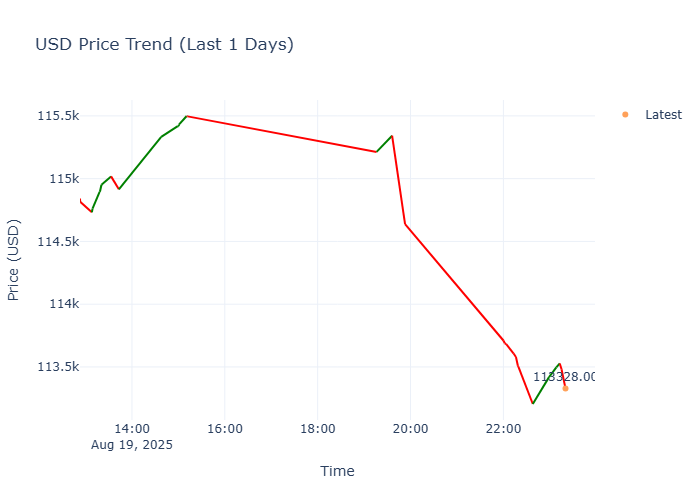 USD Price Trend (Last 1 Days)
Latest
115.5k
115k
114.5k
114k
113.5k
Price (USD)
113328.00
14:00
16:00
18:00
20:00
22:00
Aug 19, 2025
Time